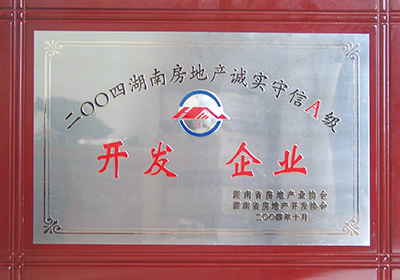 二〇〇四湖南房地产诚实守信A级
开发 企业
湖南省房地产业协会
湖南省房地产开发协会
二〇〇四年十月